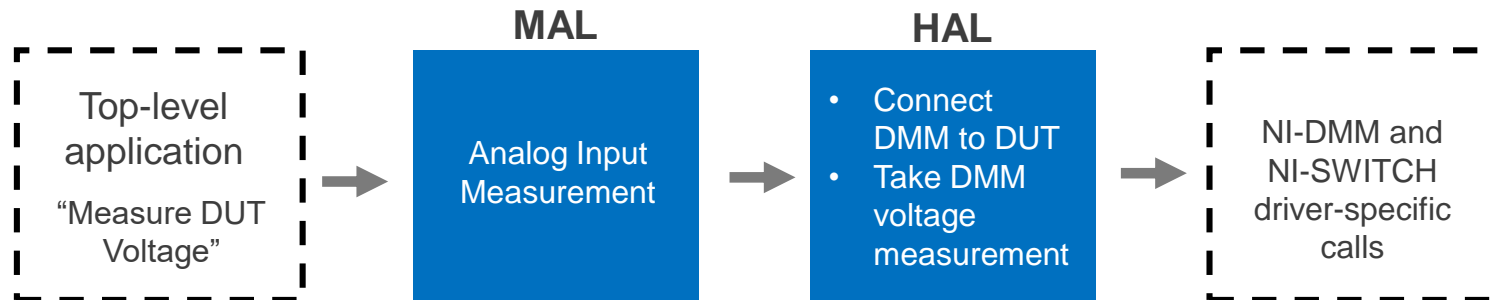 MAL
HAL
Top-level
application
“Measure DUT
Voltage”
Analog Input
Measurement
• Connect
DMM to DUT
• Take DMM
voltage
measurement
NI-DMM and
NI-SWITCH
driver-specific
calls